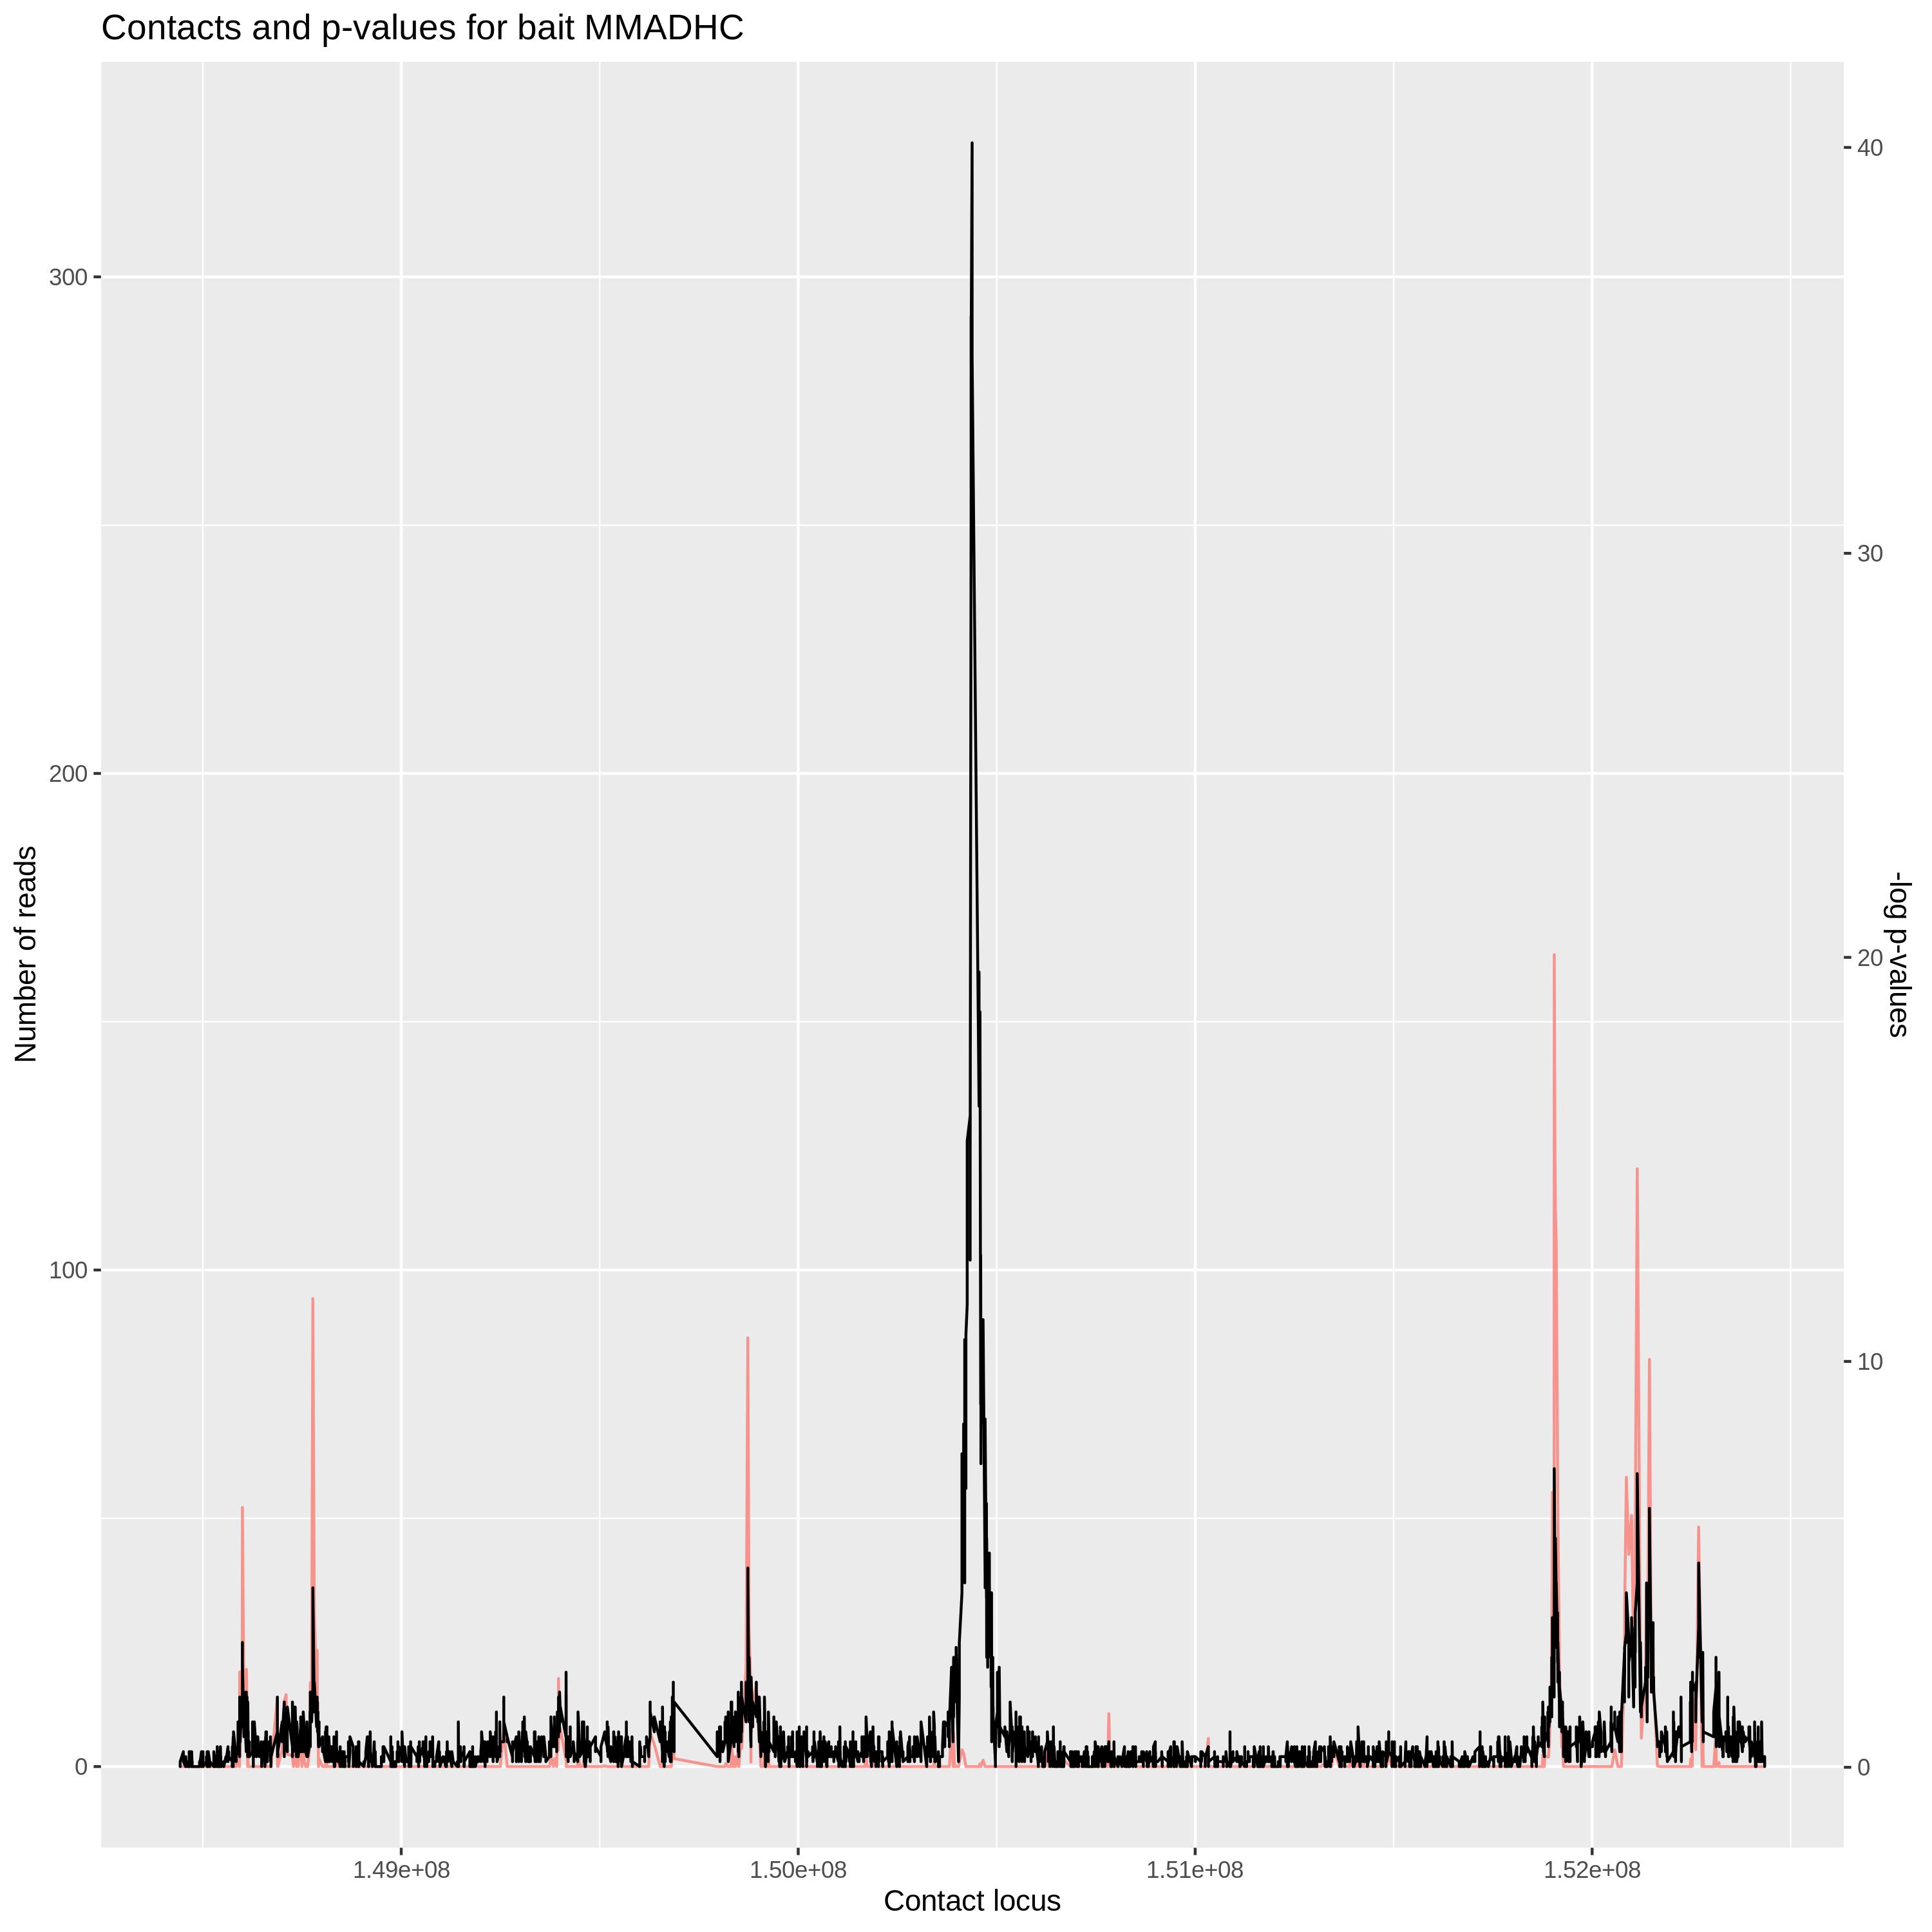 Contacts and p-values for bait MMADHC
300
200
100
0
Number of reads
40
30
20
10
0
-log p-values
1.49e+08
1.50e+08
1.51e+08
1.52e+08
Contact locus